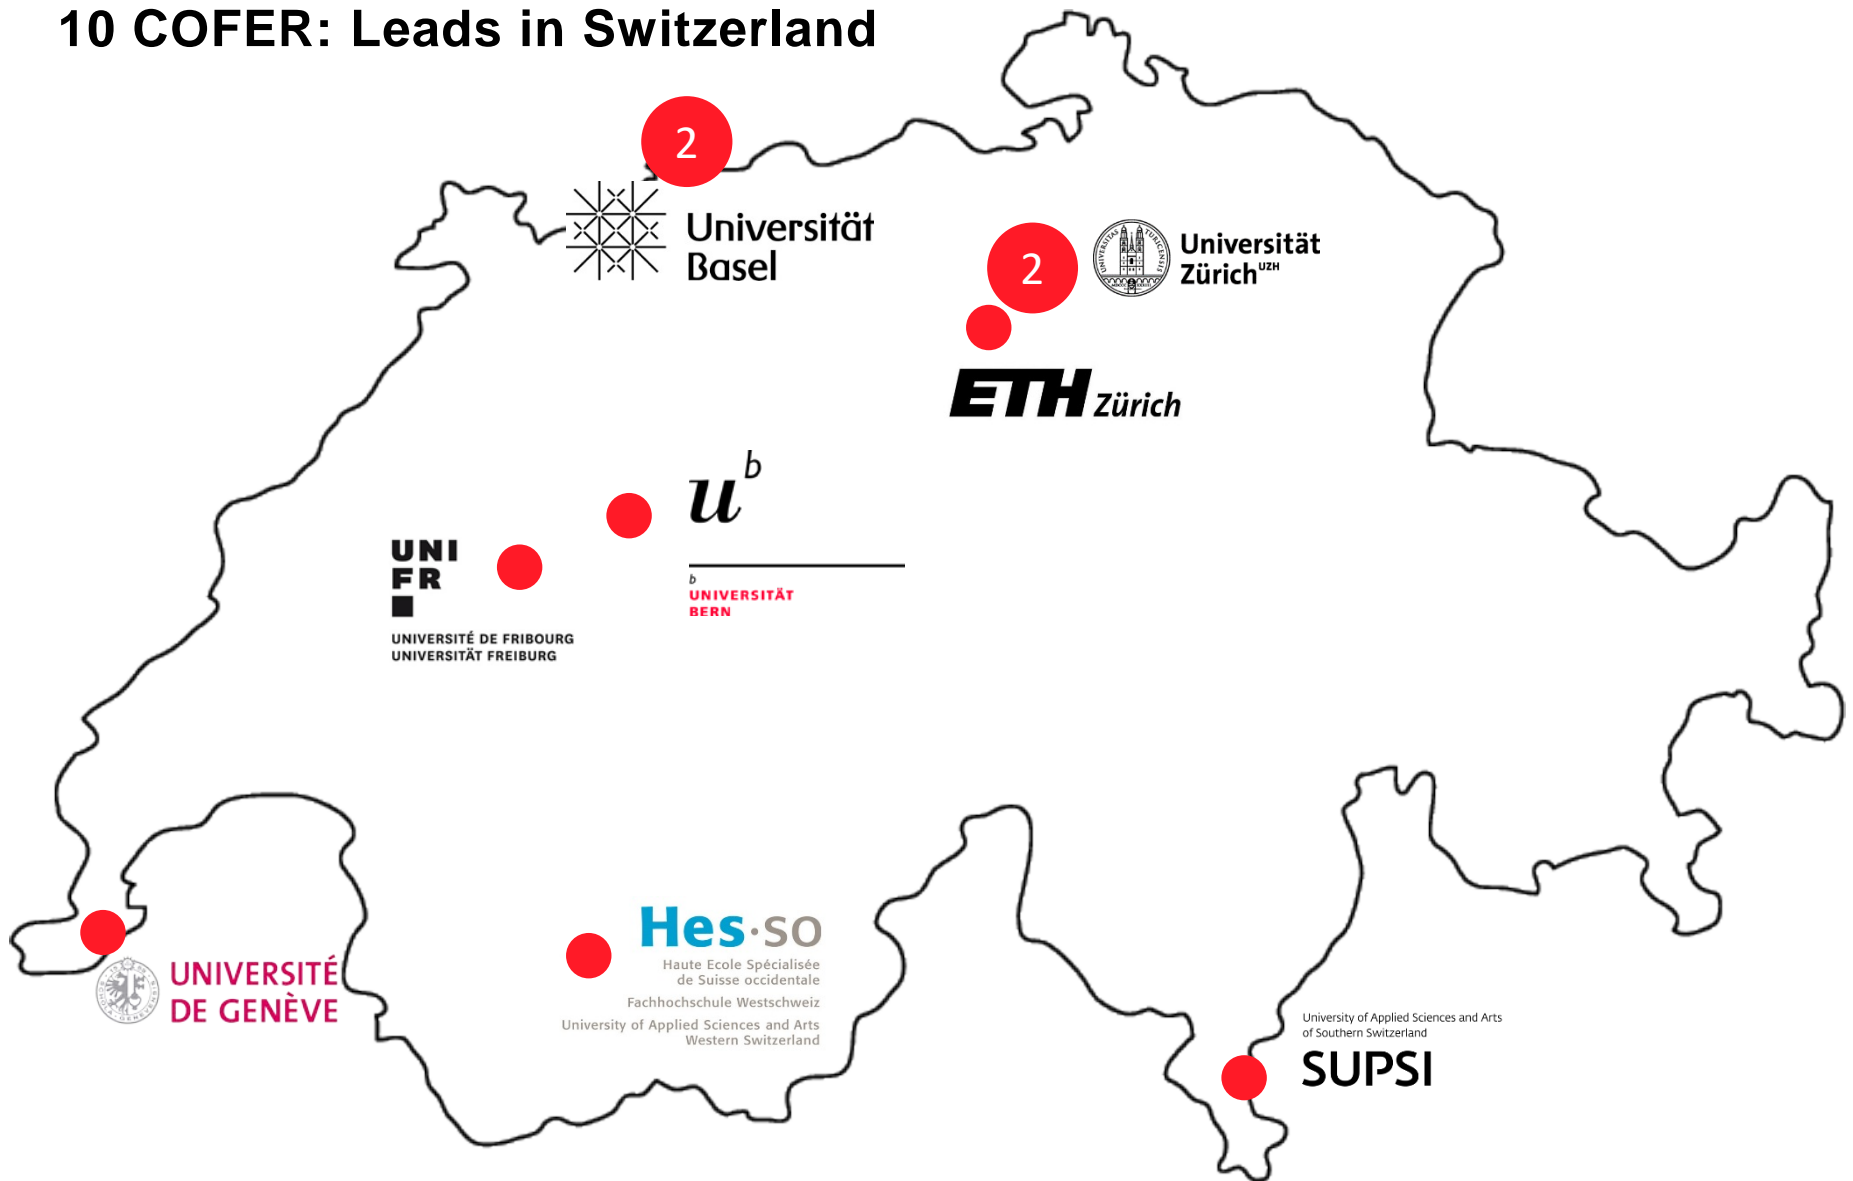 10 COFER: Leads in Switzerland
2
Universität
Basel
2
Universität
Zürich UZH
ETH Zürich
u b
b
UNIVERSITÄT
BERN
UNI
FR
UNIVERSITÉ DE FRIBOURG
UNIVERSITÄT FREIBURG
Hes·so
Haute Ecole Spécialisée
de Suisse occidentale
Fachhochschule Westschweiz
University of Applied Sciences and Arts
Western Switzerland
UNIVERSITÉ
DE GENÈVE
University of Applied Sciences and Arts
of Southern Switzerland
SUPSI